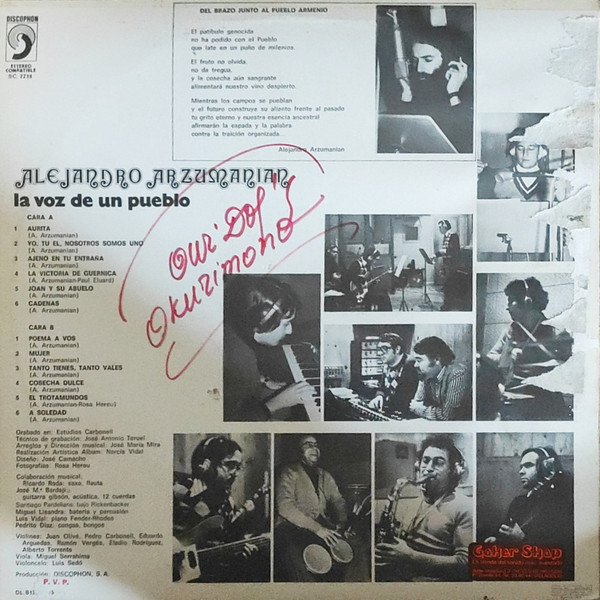 DISCOPHON
ESTEREO
COMPATIBLE
SC. 2239
DEL BRAZO JUNTO AL PUEBLO ARMENIO
...El patíbulo genocida
no ha podido con el Pueblo
que late en un puño de milenios.
El fruto no olvida,
no da tregua,
y la cosecha aún sangrante
alimentará nuestro vino despierto.
Mientras los campos se pueblan
y el futuro construye su aliento frente al pasado
tu grito eterno y nuestra esencia ancestral
afirmarán la espada y la palabra
contra la traición organizada...
Alejandro Arzumanian
ALEJANDRO ARZUMANIAN
la voz de un pueblo
CARA A
1 AURITA
(A. Arzumanian)
2 YO, TU EL, NOSOTROS SOMOS UNO
(A. Arzumanian)
3 AJENO EN TU ENTRAÑA
(A. Arzumanian)
4 LA VICTORIA DE GUERNICA
(A. Arzumanian-Paul Eluard)
5 JOAN Y SU ABUELO
(A. Arzumanian)
6 CADENAS
(A. Arzumanian)
CARA B
1 POEMA A VOS
(A. Arzumanian)
2 MUJER
(A. Arzumanian)
3 TANTO TIENES, TANTO VALES
(A. Arzumanian)
4 COSECHA DULCE
(A. Arzumanian)
5 EL TROTAMUNDOS
(A. Arzumanian-Rosa Hereu)
6 A SOLEDAD
(A. Arzumanian)
Grabado en: Estudios Carbonell
Técnico de grabación: José Antonio Teruel
Arreglos y Dirección musical: José María Mira
Realización Artística Album: Narcís Vidal
Diseño: José Camacho
Fotografías: Rosa Hereu
Colaboración musical:
Ricardo Roda: saxo, flauta
José M.ª Bardají:
guitarra gibson, acústica, 12 cuerdas
Santiago Pardellans: bajo Rickenbacker
Miguel Lisandra: batería y percusión
Luis Vidal: piano Fender-Rhodes
Pedrito Díaz: congas, bongos
Violines: Juan Olivé, Pedro Carbonell, Eduardo
Arguedas, Ramón Vergés, Eladio Rodríguez,
Alberto Torrents
Viola: Miguel Serrahima
Violoncelo: Luis Sedó
Producción: DISCOPHON, S. A.
P. V. P.
Goher Shop